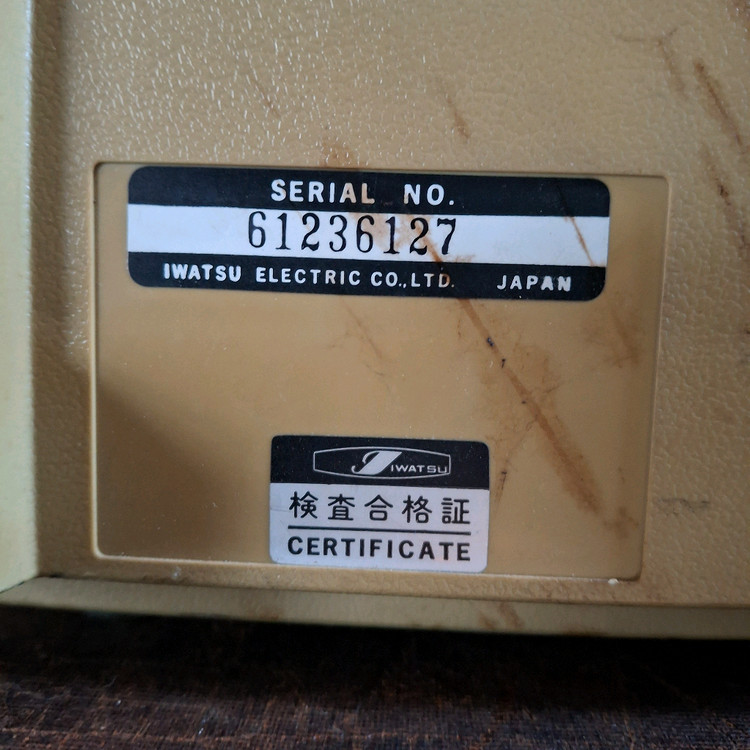 SERIAL NO.
61236127
IWATSU ELECTRIC CO.,LTD. JAPAN
IWATSU
検査合格証
CERTIFICATE